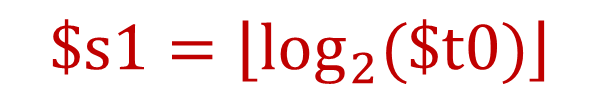 $s1 = ⌊log₂($t0)⌋